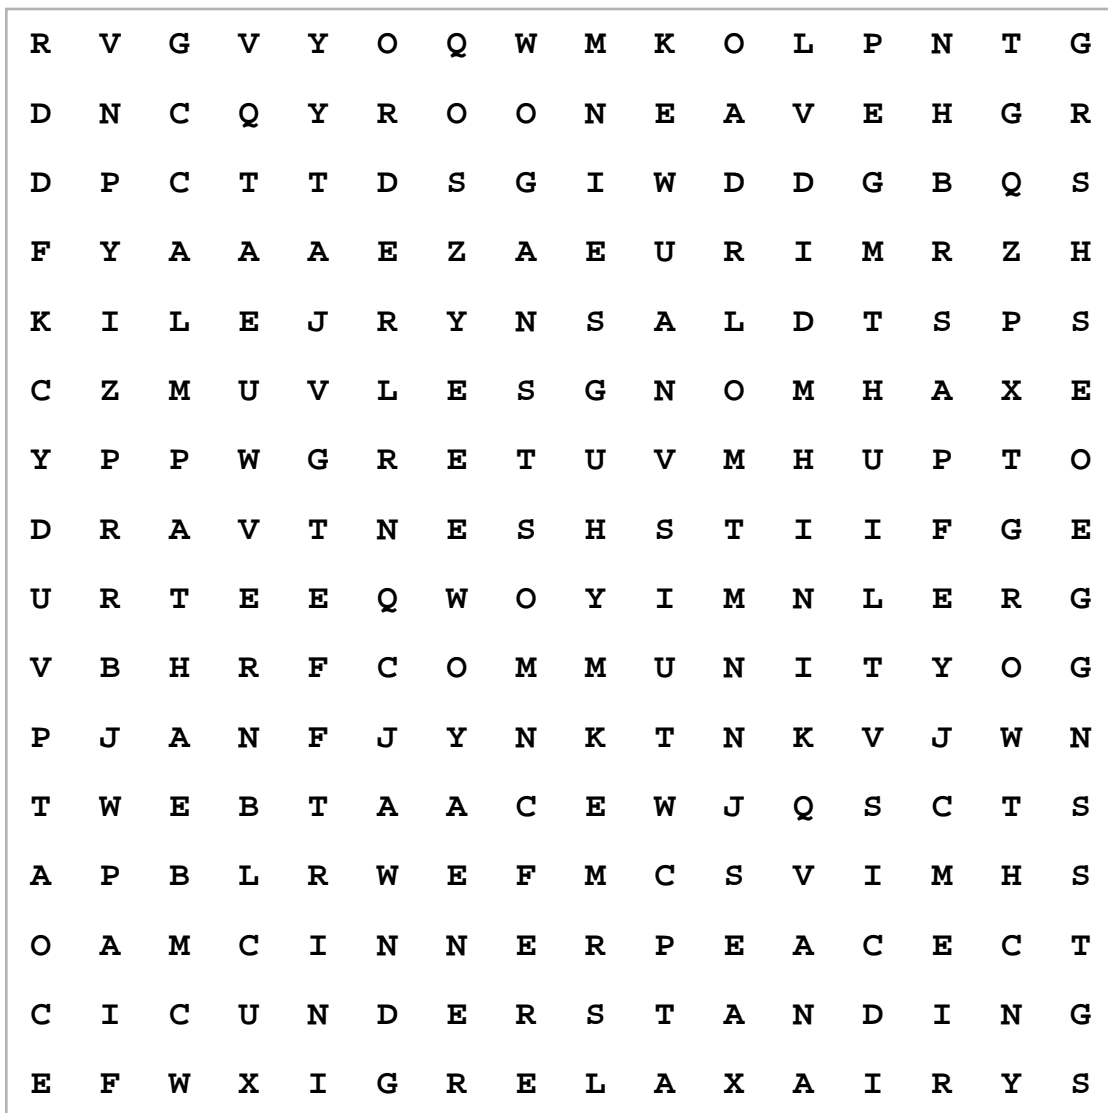 R V G V Y O Q W M K O L P N T G
D N C Q Y R O O N E A V E H G R
D P C T T D S G I W D D G B Q S
F Y A A A E Z A E U R I M R Z H
K I L E J R Y N S A L D T S P S
C Z M U V L E S G N O M H A X E
Y P P W G R E T U V M H U P T O
D R A V T N E S H S T I I F G E
U R T E E Q W O Y I M N L E R G
V B H R F C O M M U N I T Y O G
P J A N F J Y N K T N K V J W N
T W E B T A A C E W J Q S C T S
A P B L R W E F M C S V I M H S
O A M C I N N E R P E A C E C T
C I C U N D E R S T A N D I N G
E F W X I G R E L A X A I R Y S